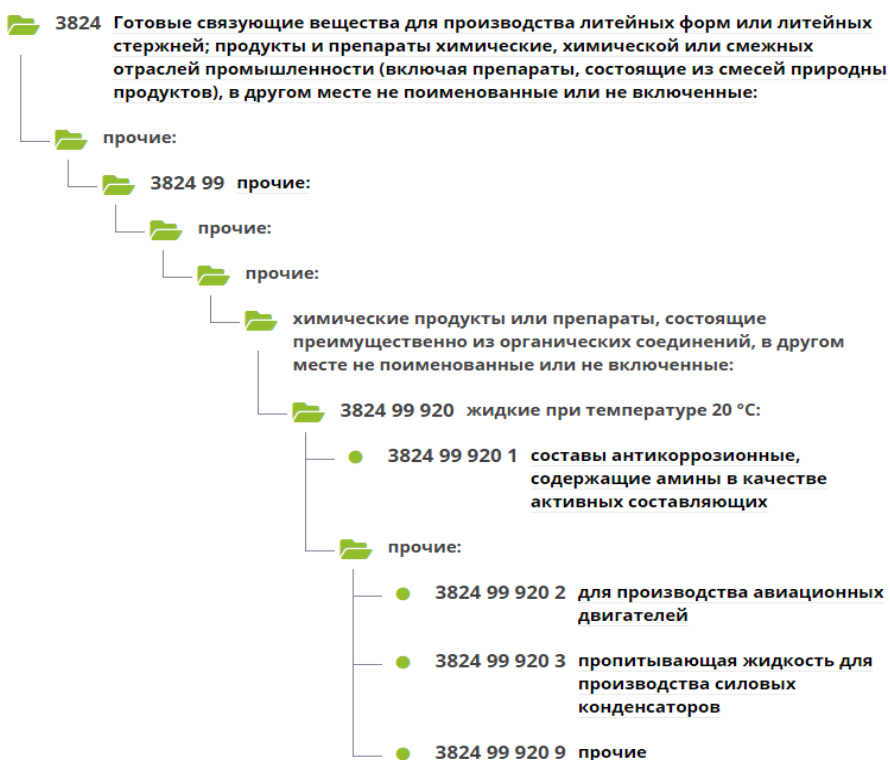 3824 Готовые связующие вещества для производства литейных форм или литейных
стержней; продукты и препараты химические, химической или смежных
отраслей промышленности (включая препараты, состоящие из смесей природны
продуктов), в другом месте не поименованные или не включенные:
прочие:
3824 99 прочие:
прочие:
прочие:
химические продукты или препараты, состоящие
преимущественно из органических соединений, в другом
месте не поименованные или не включенные:
3824 99 920 жидкие при температуре 20 °C:
3824 99 920 1 составы антикоррозионные,
содержащие амины в качестве
активных составляющих
прочие:
3824 99 920 2 для производства авиационных
двигателей
3824 99 920 3 пропитывающая жидкость для
производства силовых
конденсаторов
3824 99 920 9 прочие